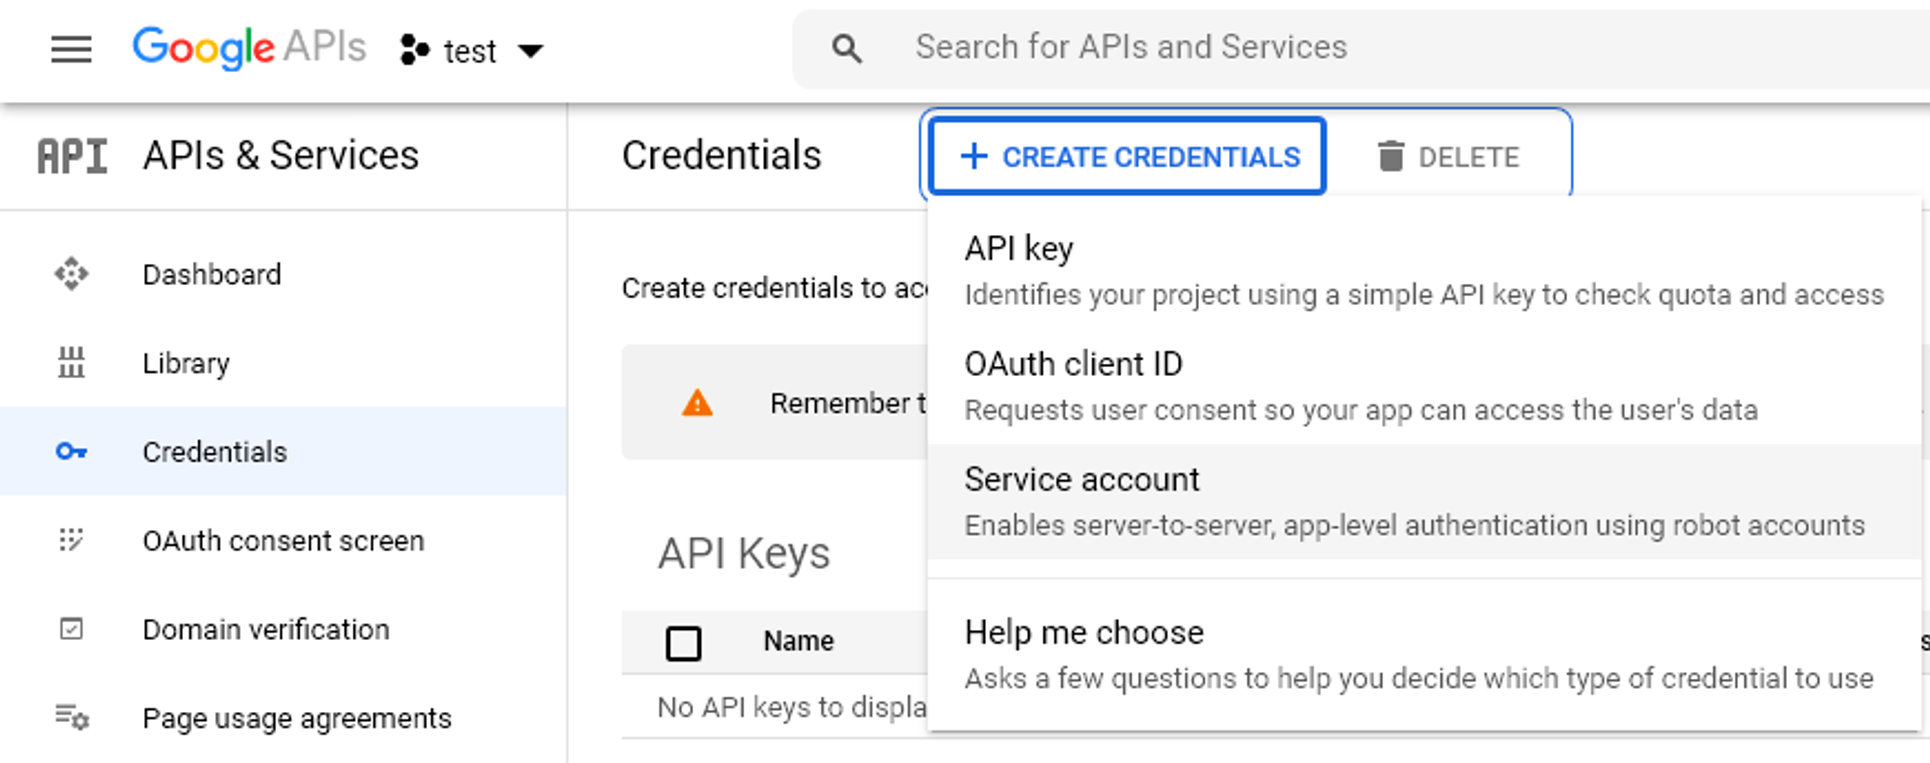 Google APIs test Search for APIs and Services
API APIs & Services
Credentials + CREATE CREDENTIALS DELETE
Dashboard
Library
Credentials
OAuth consent screen
Domain verification
Page usage agreements
Create credentials to
Remember
API Keys
Name
No API keys to
API key
Identifies your project using a simple API key to check quota and access
OAuth client ID
Requests user consent so your app can access the user's data
Service account
Enables server-to-server, app-level authentication using robot accounts
Help me choose
Asks a few questions to help you decide which type of credential to use